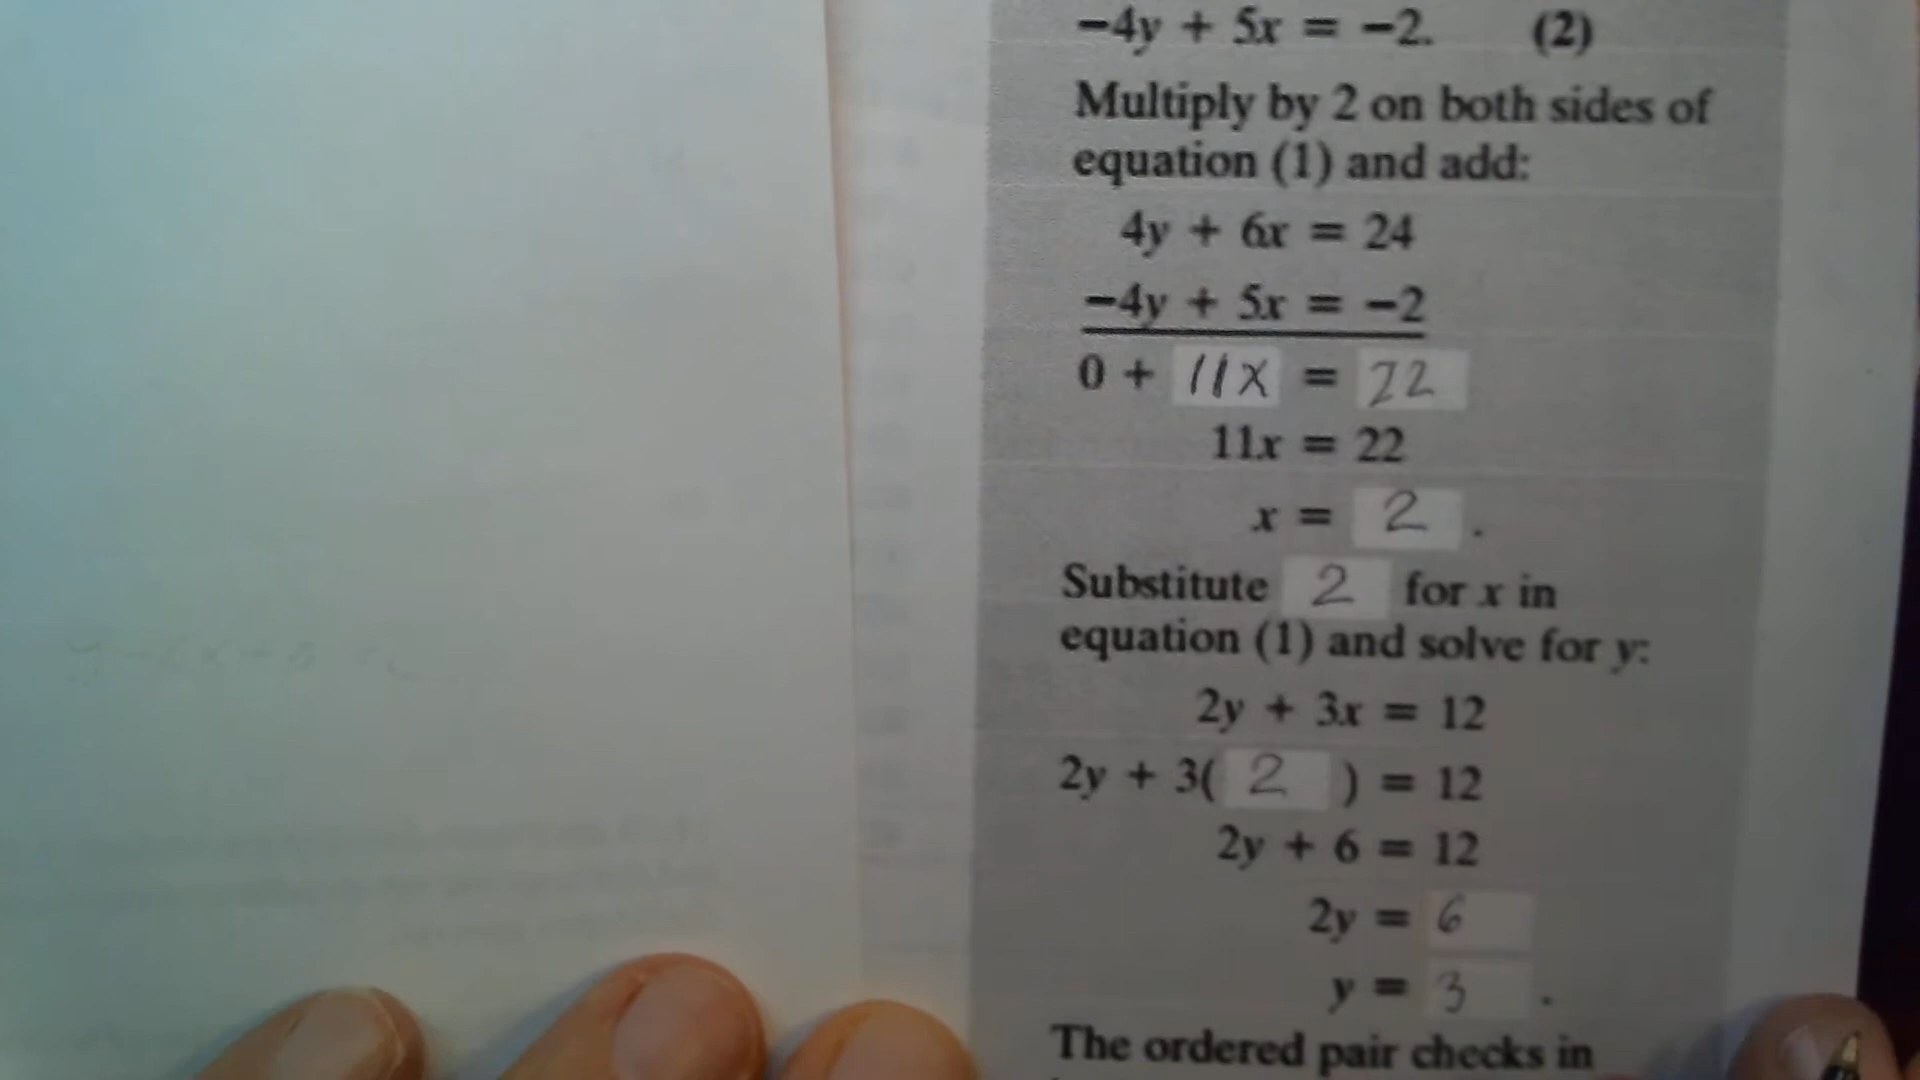 −4y + 5x = −2. (2)
Multiply by 2 on both sides of
equation (1) and add:
4y + 6x = 24
−4y + 5x = −2
0 + 11x = 22
11x = 22
x = 2 .
Substitute 2 for x in
equation (1) and solve for y:
2y + 3x = 12
2y + 3( 2 ) = 12
2y + 6 = 12
2y = 6
y = 3 .
The ordered pair checks in